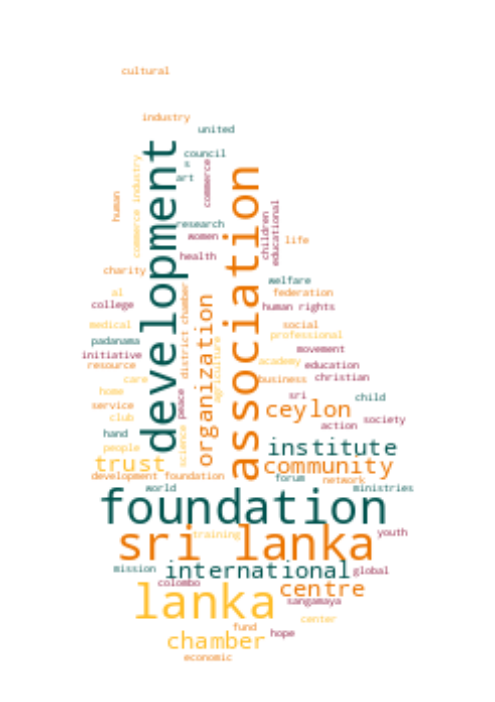 cultural
industry
united
development
council
s
art
commerce
commerce industry
association
human
research
women
children
educational
life
health
charity
welfare
al
federation
college
human rights
district chamber
organization
medical
social
professional
padanama
agriculture
movement
initiative
resource
academy
education
care
business
christian
home
peace
sri
child
service
ceylon
club
action
society
hand
science
people
institute
trust
community
development foundation
forum
network
world
ministries
foundation
sri lanka
training
youth
mission
international
global
colombo
centre
lanka
sangamaya
center
fund
hope
chamber
economic